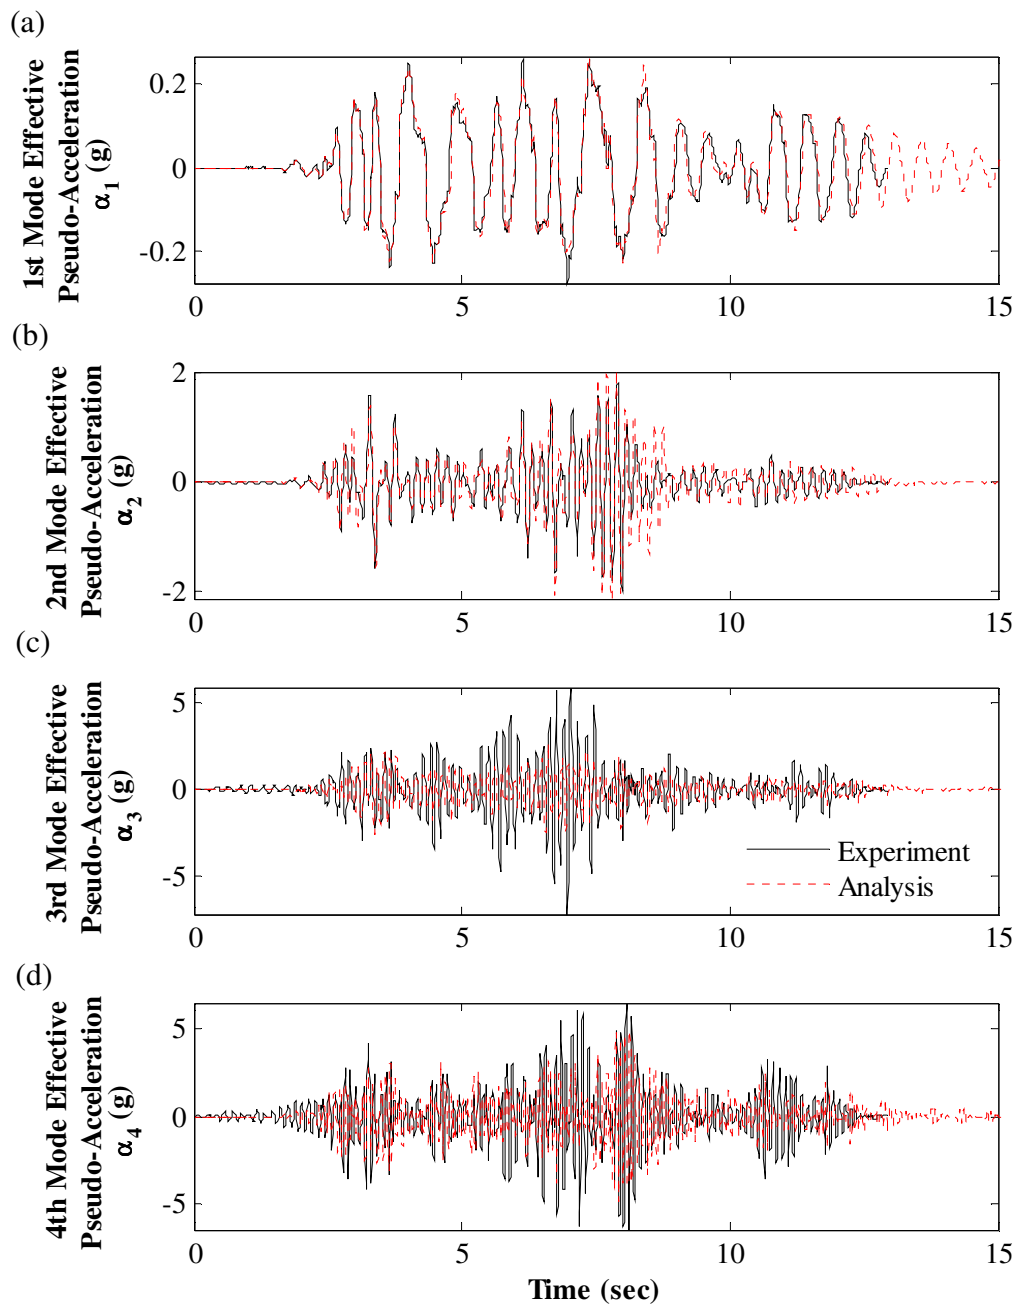 (a)
1st Mode Effective
Pseudo-Acceleration
α1 (g)
0.2
0
-0.2
0 5 10 15
(b)
2nd Mode Effective
Pseudo-Acceleration
α2 (g)
2
0
-2
0 5 10 15
(c)
3rd Mode Effective
Pseudo-Acceleration
α3 (g)
5
0
-5
Experiment
Analysis
0 5 10 15
(d)
4th Mode Effective
Pseudo-Acceleration
α4 (g)
5
0
-5
0 5 10 15
Time (sec)